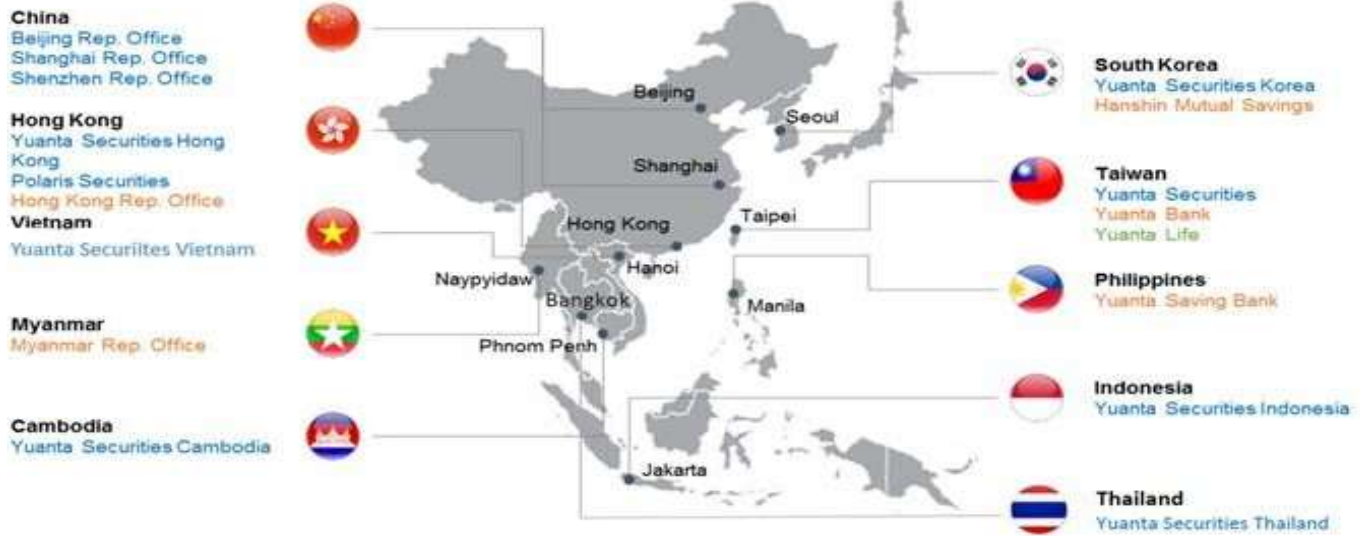 China
Beijing Rep. Office
Shanghai Rep. Office
Shenzhen Rep. Office
Hong Kong
Yuanta Securities Hong
Kong
Polaris Securities
Hong Kong Rep. Office
Vietnam
Yuanta Securiites Vietnam
Myanmar
Myanmar Rep. Office
Cambodia
Yuanta Securities Cambodia
Beijing
Seoul
Shanghai
Taipei
Hong Kong
Hanoi
Naypyidaw
Bangkok
Manila
Phnom Penh
Jakarta
South Korea
Yuanta Securities Korea
Hanshin Mutual Savings
Taiwan
Yuanta Securities
Yuanta Bank
Yuanta Life
Philippines
Yuanta Saving Bank
Indonesia
Yuanta Securities Indonesia
Thailand
Yuanta Securities Thailand